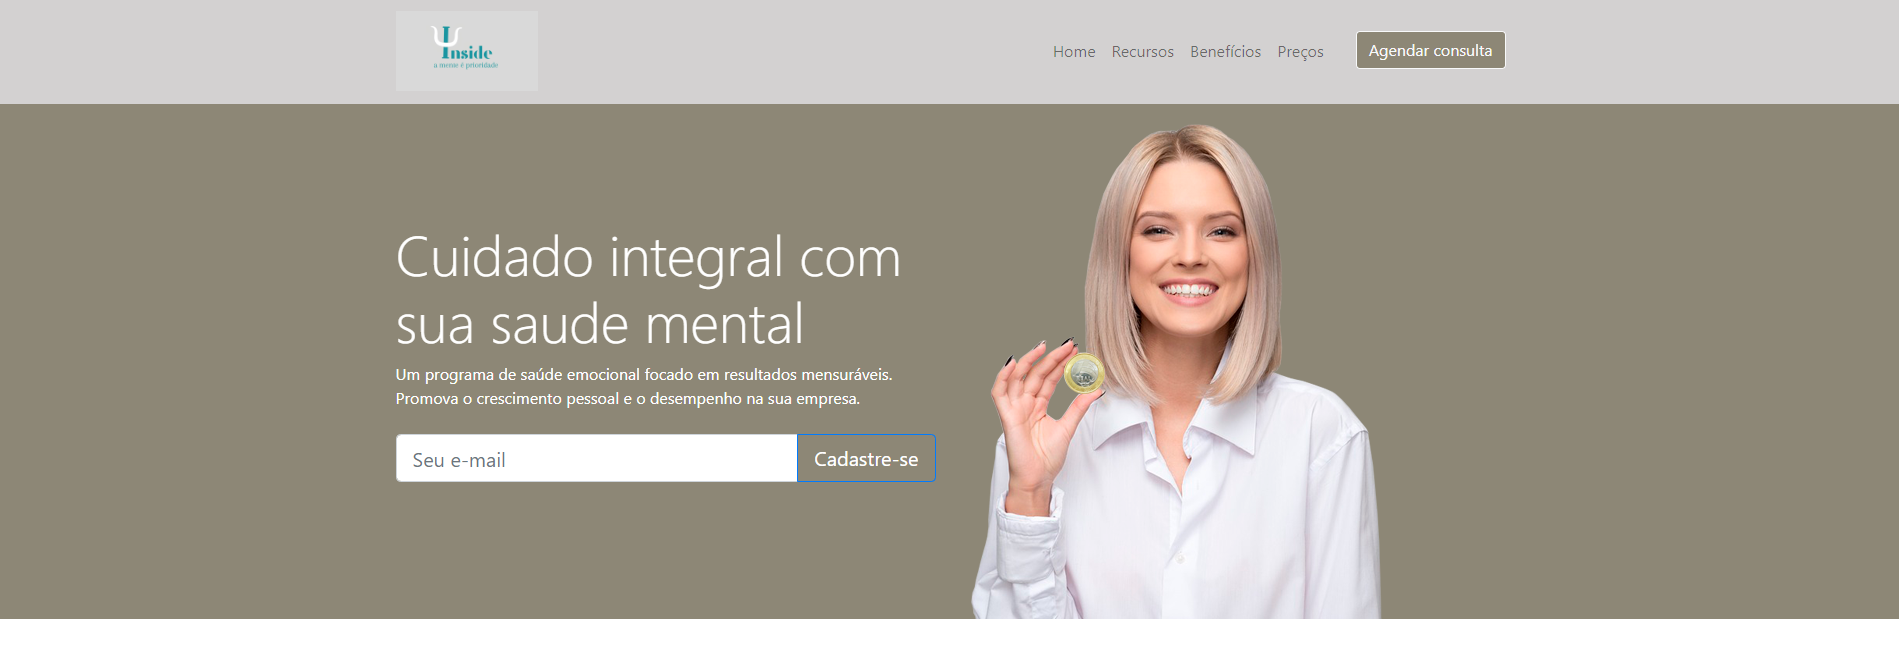 Inside
a mente é prioridade
Home Recursos Benefícios Preços Agendar consulta
Cuidado integral com
sua saude mental
Um programa de saúde emocional focado em resultados mensuráveis.
Promova o crescimento pessoal e o desempenho na sua empresa.
Seu e-mail Cadastre-se